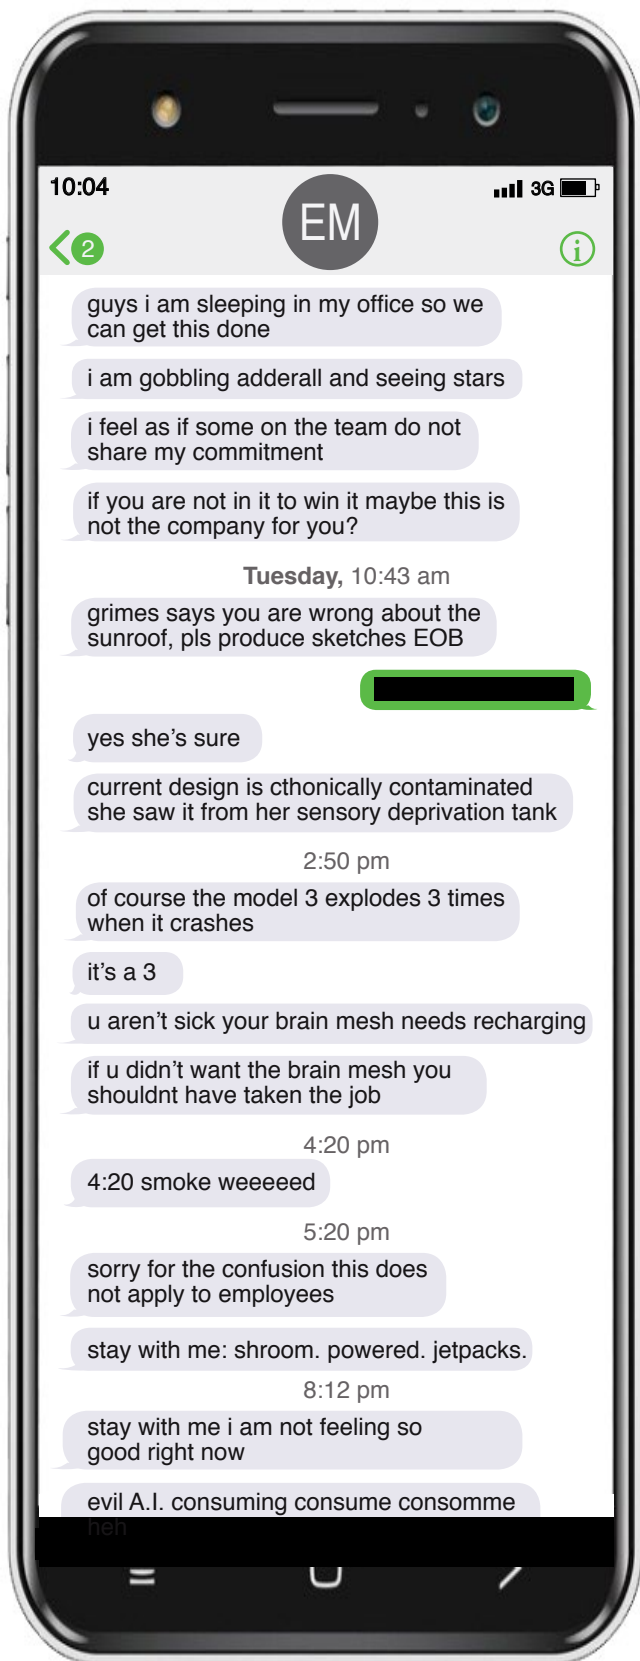 10:04
3G
EM
2
i
guys i am sleeping in my office so we
can get this done
i am gobbling adderall and seeing stars
i feel as if some on the team do not
share my commitment
if you are not in it to win it maybe this is
not the company for you?
Tuesday, 10:43 am
grimes says you are wrong about the
sunroof, pls produce sketches EOB
yes she's sure
current design is cthonically contaminated
she saw it from her sensory deprivation tank
2:50 pm
of course the model 3 explodes 3 times
when it crashes
it's a 3
u aren't sick your brain mesh needs recharging
if u didn't want the brain mesh you
shouldnt have taken the job
4:20 pm
4:20 smoke weeeeed
5:20 pm
sorry for the confusion this does
not apply to employees
stay with me: shroom. powered. jetpacks.
8:12 pm
stay with me i am not feeling so
good right now
evil A.I. consuming consume consomme
heh